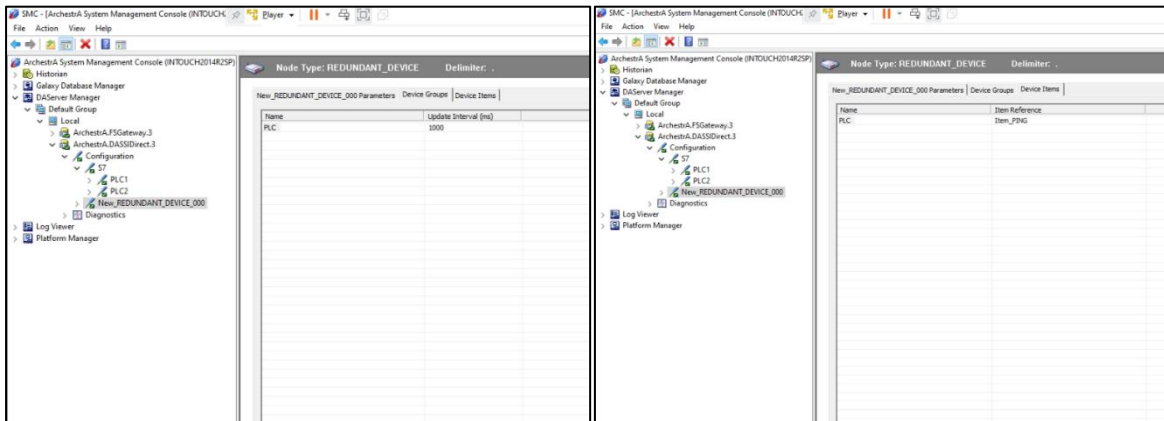 SMC - [ArchestrA System Management Console (INTOUCH
Player
File Action View Help
ArchestrA System Management Console (INTOUCH2014R2SP)
Historian
Galaxy Database Manager
DAServer Manager
Default Group
Local
ArchestrA.FSGateway.3
ArchestrA.DASSIDirect.3
Configuration
S7
PLC1
PLC2
New_REDUNDANT_DEVICE_000
Diagnostics
Log Viewer
Platform Manager
Node Type: REDUNDANT_DEVICE Delimiter: .
New_REDUNDANT_DEVICE_000 Parameters Device Groups Device Items
Name Update Interval (ms)
PLC 1000
SMC - [ArchestrA System Management Console (INTOUCH
Player
File Action View Help
ArchestrA System Management Console (INTOUCH2014R2SP)
Historian
Galaxy Database Manager
DAServer Manager
Default Group
Local
ArchestrA.FSGateway.3
ArchestrA.DASSIDirect.3
Configuration
S7
PLC1
PLC2
New_REDUNDANT_DEVICE_000
Diagnostics
Log Viewer
Platform Manager
Node Type: REDUNDANT_DEVICE Delimiter: .
New_REDUNDANT_DEVICE_000 Parameters Device Groups Device Items
Name Item Reference
PLC Item_PING